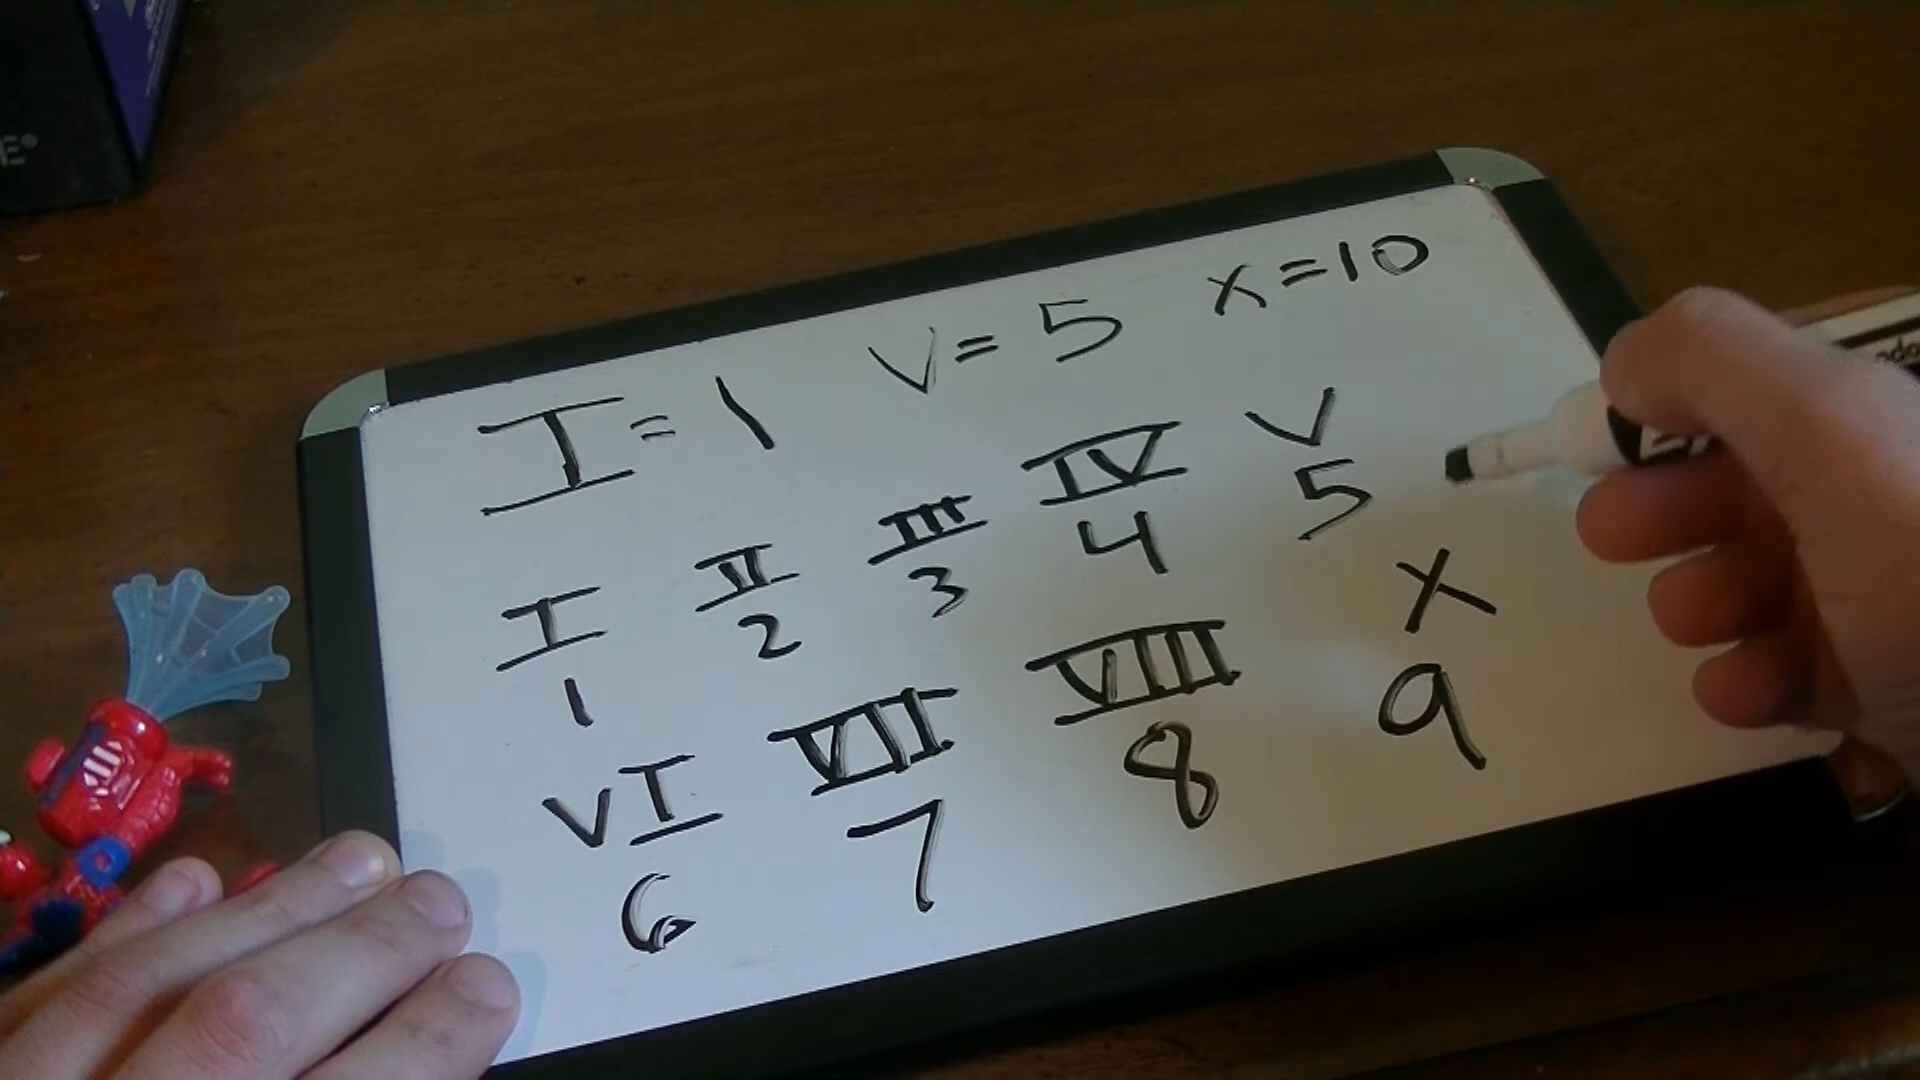 I = 1 V = 5 X = 10
I II III IV V
1 2 3 4 5
VI VII VIII X
6 7 8 9